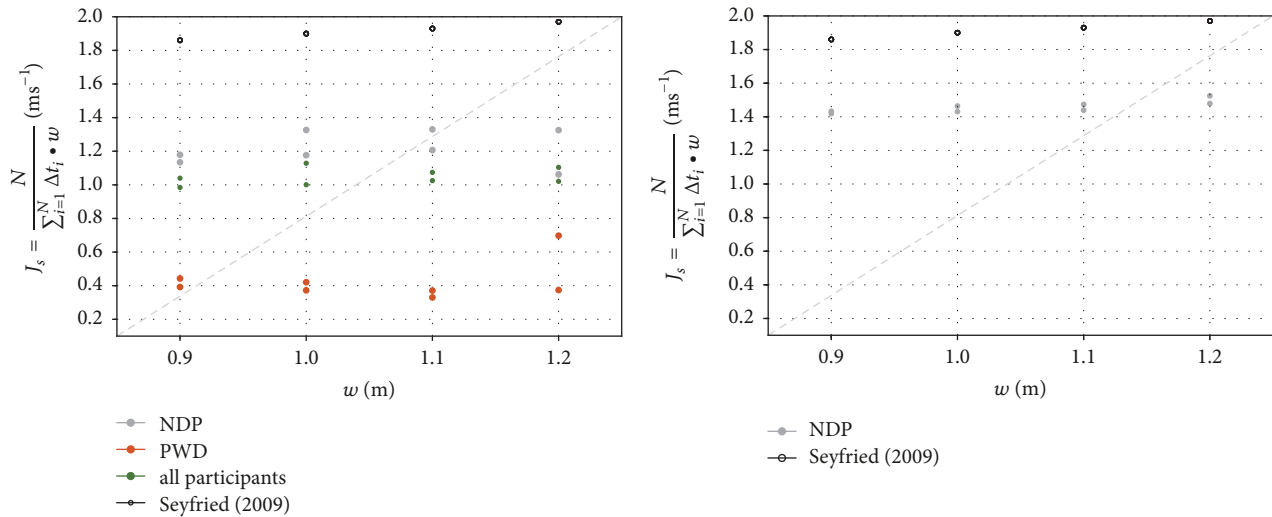 J_s = N / ∑_{i=1}^{N} Δt_i • w (ms⁻¹)
2.0
1.8
1.6
1.4
1.2
1.0
0.8
0.6
0.4
0.2
0.9 1.0 1.1 1.2
w (m)
NDP
PWD
all participants
Seyfried (2009)
J_s = N / ∑_{i=1}^{N} Δt_i • w (ms⁻¹)
2.0
1.8
1.6
1.4
1.2
1.0
0.8
0.6
0.4
0.2
0.9 1.0 1.1 1.2
w (m)
NDP
Seyfried (2009)